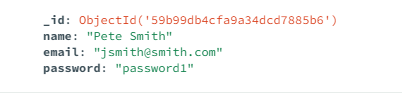 _id: ObjectId('59b99db4cfa9a34dcd7885b6')
name: "Pete Smith"
email: "jsmith@smith.com"
password: "password1"